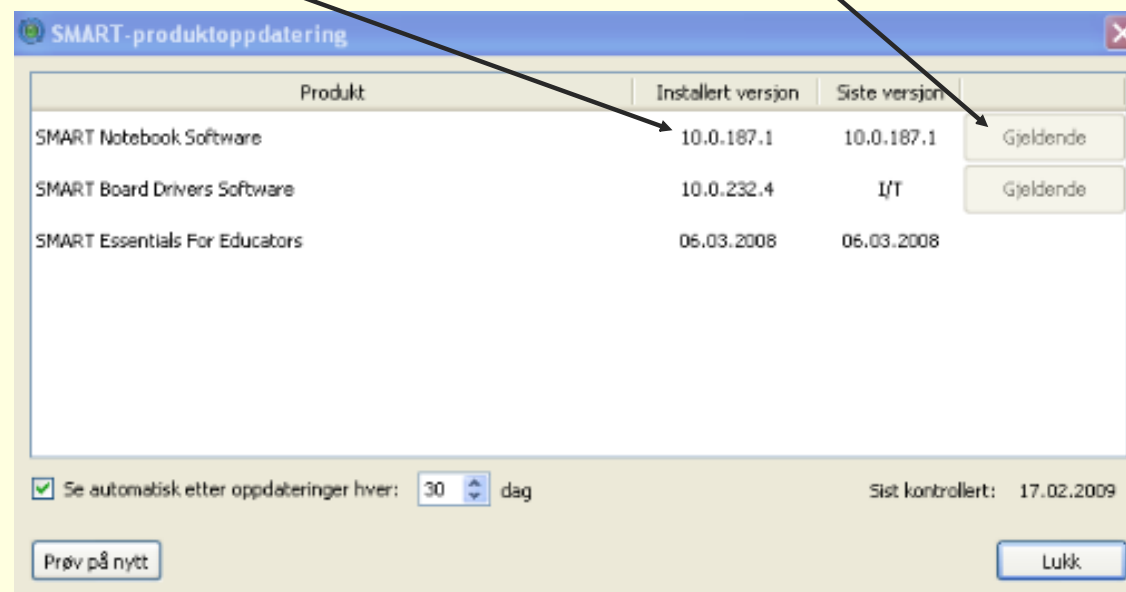 SMART-produktoppdatering
Produkt Installert versjon Siste versjon
SMART Notebook Software 10.0.187.1 10.0.187.1 Gjeldende
SMART Board Drivers Software 10.0.232.4 I/T Gjeldende
SMART Essentials For Educators 06.03.2008 06.03.2008
Se automatisk etter oppdateringer hver: 30 dag Sist kontrollert: 17.02.2009
Prøv på nytt Lukk